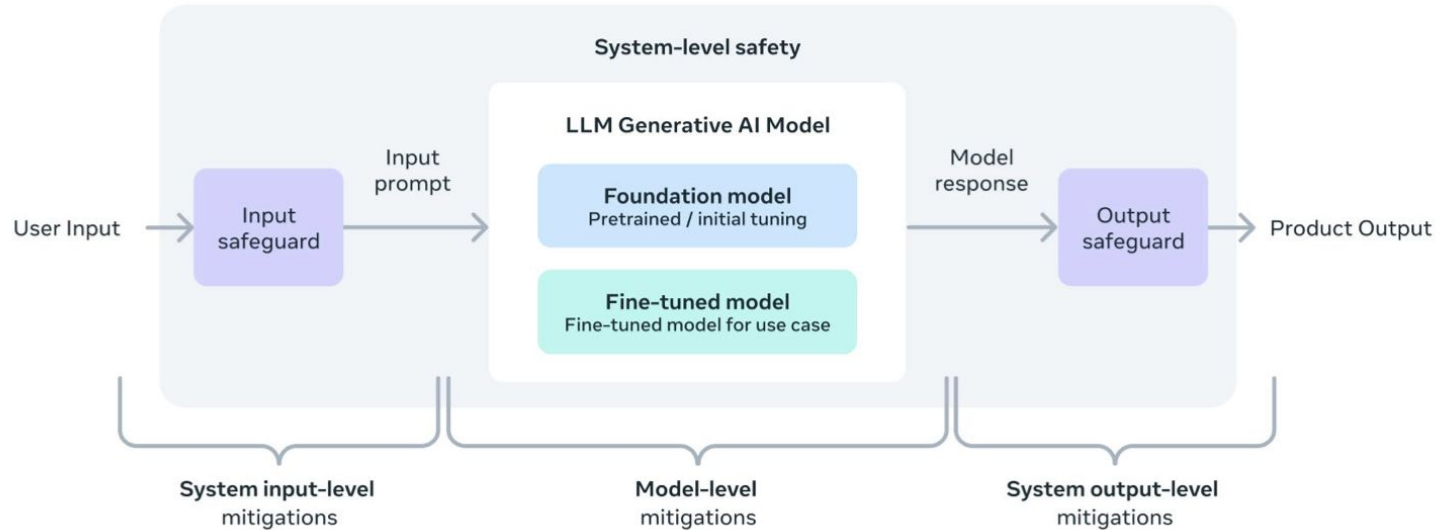 System-level safety
LLM Generative AI Model
User Input
Input
safeguard
Input
prompt
Foundation model
Pretrained / initial tuning
Fine-tuned model
Fine-tuned model for use case
Model
response
Output
safeguard
Product Output
System input-level
mitigations
Model-level
mitigations
System output-level
mitigations